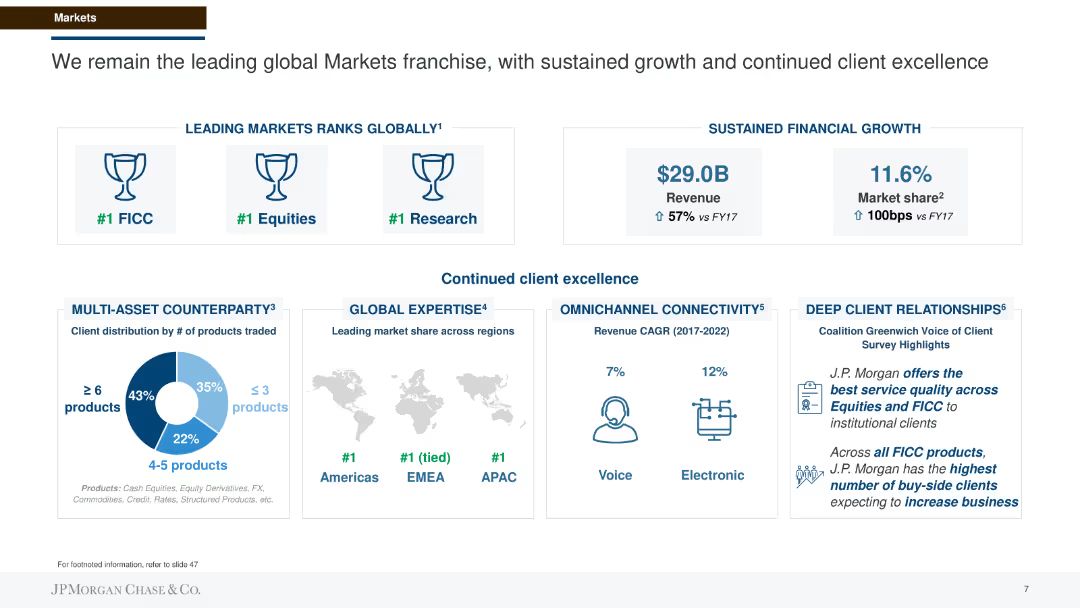 Markets
We remain the leading global Markets franchise, with sustained growth and continued client excellence
LEADING MARKETS RANKS GLOBALLY¹
#1 FICC
#1 Equities
#1 Research
SUSTAINED FINANCIAL GROWTH
$29.0B
Revenue
⇧ 57% vs FY17
11.6%
Market share²
⇧ 100bps vs FY17
Continued client excellence
MULTI-ASSET COUNTERPARTY³
Client distribution by # of products traded
≥ 6
products
43%
35%
≤ 3
products
22%
4-5 products
Products: Cash Equities, Equity Derivatives, FX,
Commodities, Credit, Rates, Structured Products, etc.
GLOBAL EXPERTISE⁴
Leading market share across regions
#1
Americas
#1 (tied)
EMEA
#1
APAC
OMNICHANNEL CONNECTIVITY⁵
Revenue CAGR (2017-2022)
7%
Voice
12%
Electronic
DEEP CLIENT RELATIONSHIPS⁶
Coalition Greenwich Voice of Client
Survey Highlights
J.P. Morgan offers the
best service quality across
Equities and FICC to
institutional clients
Across all FICC products,
J.P. Morgan has the highest
number of buy-side clients
expecting to increase business
For footnoted information, refer to slide 47
JPMORGAN CHASE & CO.
7